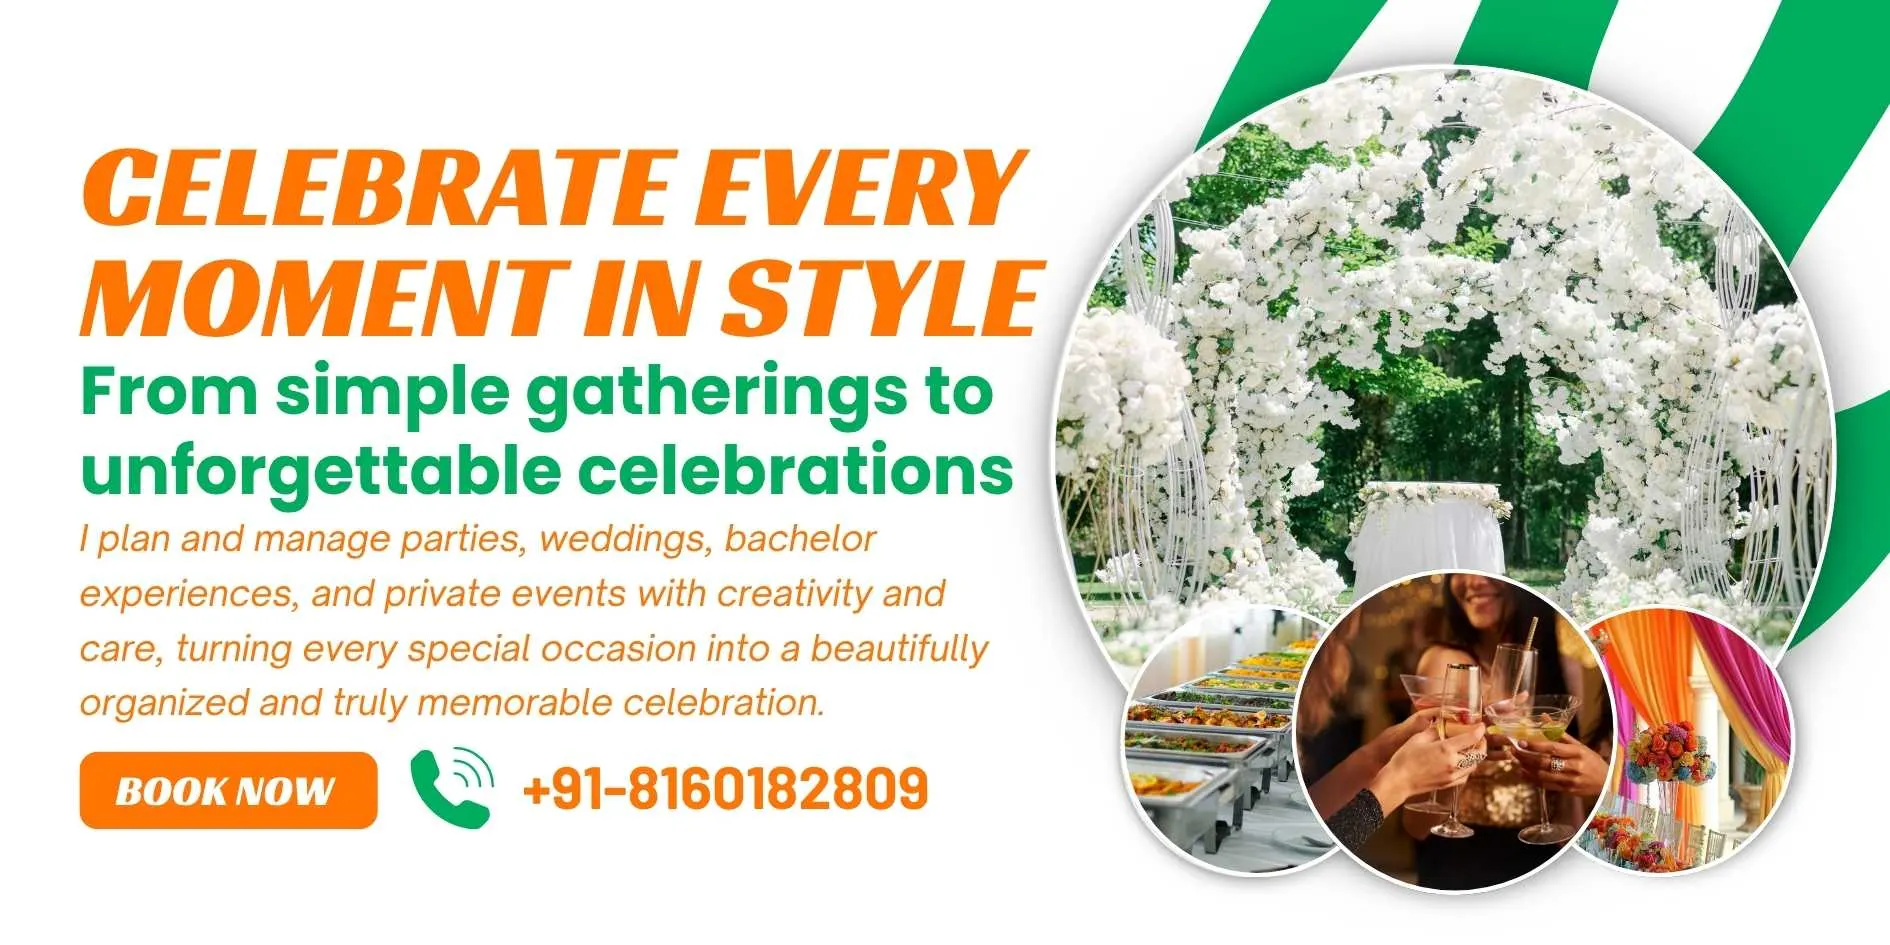 CELEBRATE EVERY
MOMENT IN STYLE
From simple gatherings to
unforgettable celebrations
I plan and manage parties, weddings, bachelor
experiences, and private events with creativity and
care, turning every special occasion into a beautifully
organized and truly memorable celebration.
BOOK NOW
+91-8160182809